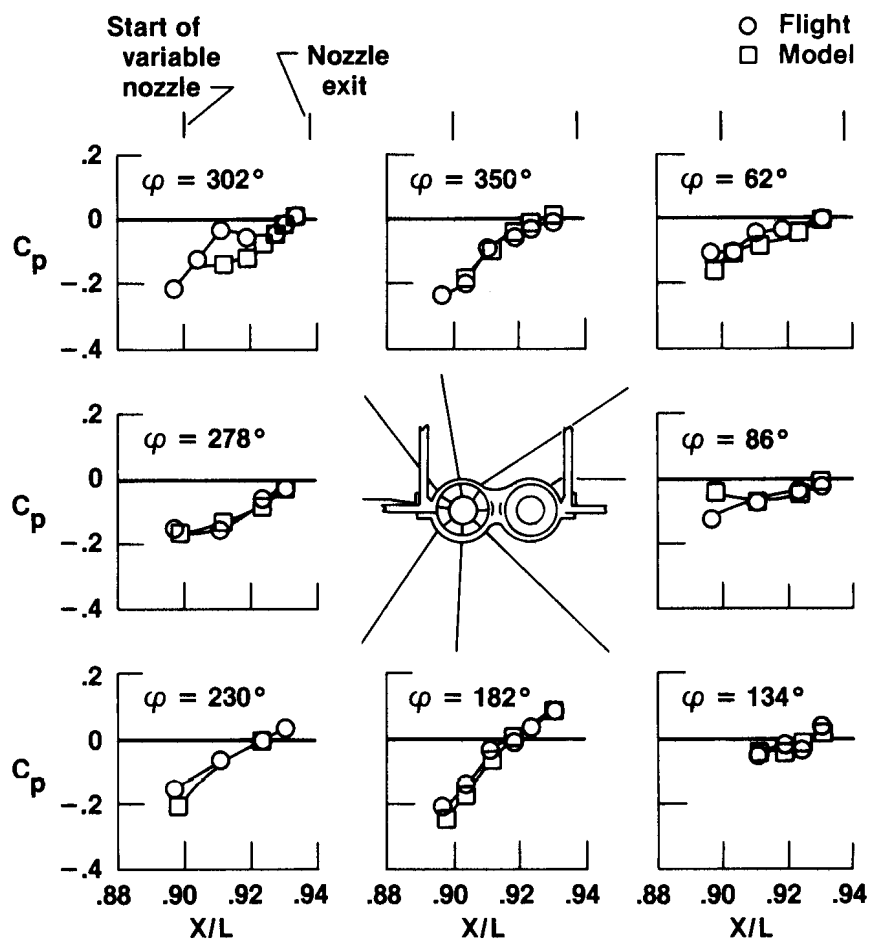 Start of
variable
nozzle
Nozzle
exit
○ Flight
□ Model
.2
0
−.2
−.4
Cp
φ = 302°
φ = 350°
φ = 62°
.2
0
−.2
−.4
Cp
φ = 278°
φ = 86°
.2
0
−.2
−.4
Cp
φ = 230°
φ = 182°
φ = 134°
.88 .90 .92 .94
.88 .90 .92 .94
.88 .90 .92 .94
X/L
X/L
X/L